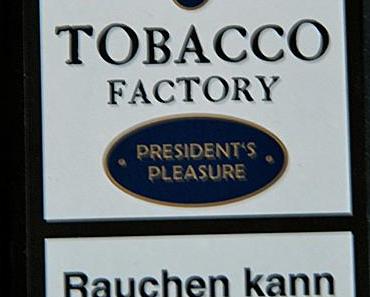 TOBACCO
FACTORY
PRESIDENT'S
PLEASURE
Rauchen kann